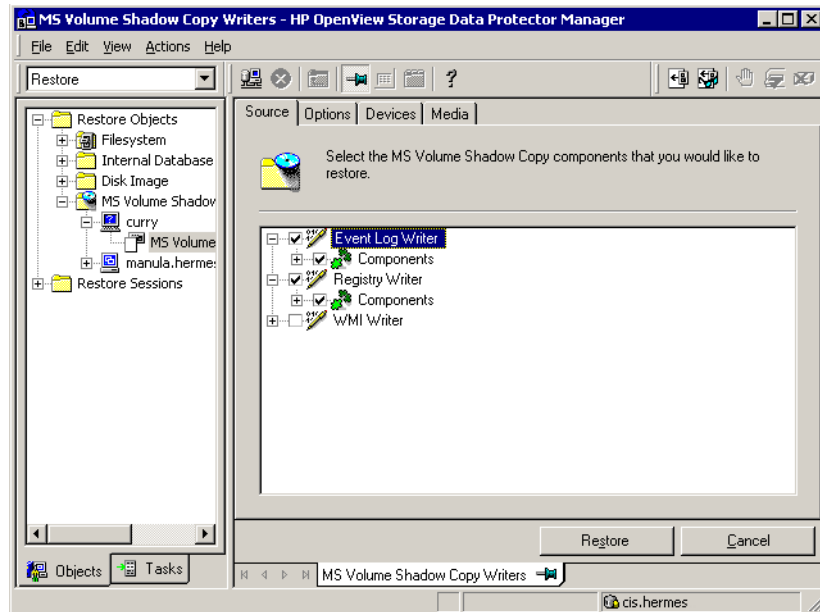 MS Volume Shadow Copy Writers - HP OpenView Storage Data Protector Manager
File Edit View Actions Help
Restore
Restore Objects
Filesystem
Internal Database
Disk Image
MS Volume Shadov
curry
MS Volume
manula.hermes
Restore Sessions
Objects Tasks
Source Options Devices Media
Select the MS Volume Shadow Copy components that you would like to
restore.
Event Log Writer
Components
Registry Writer
Components
WMI Writer
Restore Cancel
MS Volume Shadow Copy Writers
cis.hermes